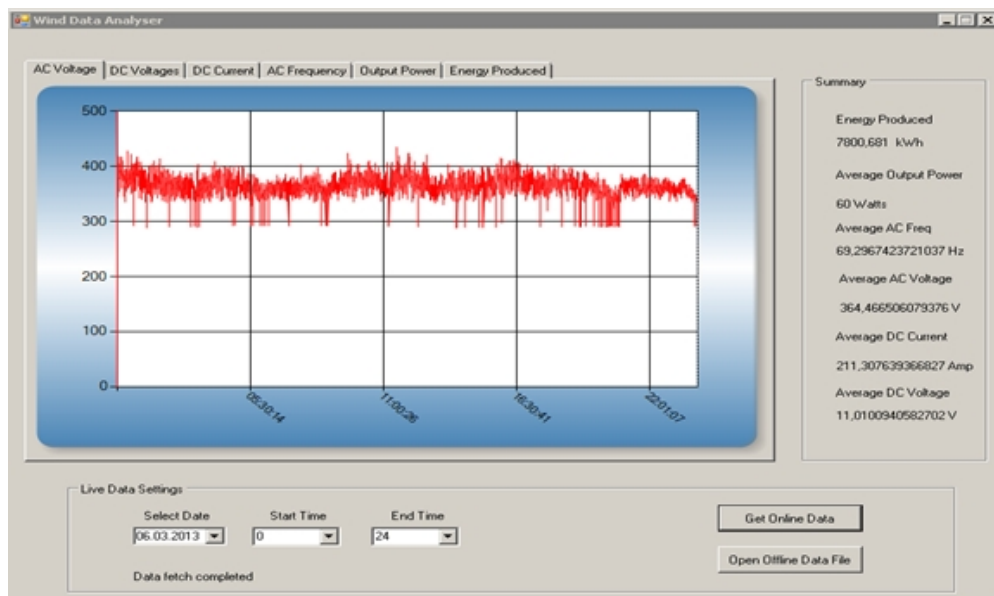 Wind Data Analyser
AC Voltage DC Voltages DC Current AC Frequency Output Power Energy Produced
500
400
300
200
100
0
05:30:14
11:00:26
16:30:41
22:01:07
Summary
Energy Produced
7800,681 kWh
Average Output Power
60 Watts
Average AC Freq
69,2967423721037 Hz
Average AC Voltage
364,466506079376 V
Average DC Current
211,307639366827 Amp
Average DC Voltage
11,0100940582702 V
Live Data Settings
Select Date Start Time End Time
06.03.2013 0 24
Data fetch completed
Get Online Data
Open Offline Data File